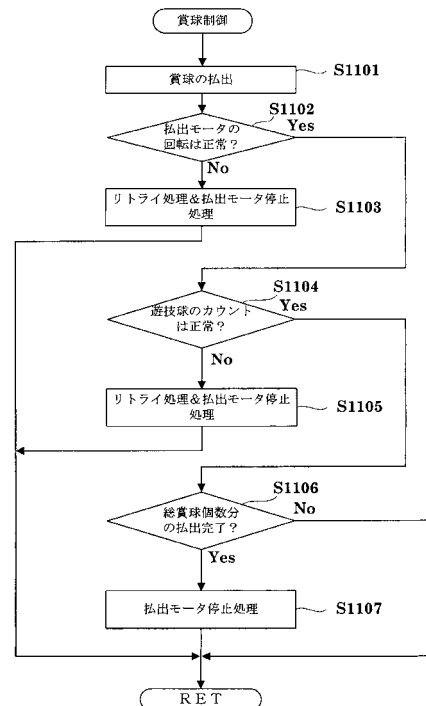 賞球制御
賞球の払出
S1101
S1102
払出モータの
回転は正常?
Yes
No
リトライ処理&払出モータ停止
処理
S1103
S1104
遊技球のカウント
は正常?
Yes
No
リトライ処理&払出モータ停止
処理
S1105
S1106
総賞球個数分
の払出完了?
No
Yes
払出モータ停止処理
S1107
RET